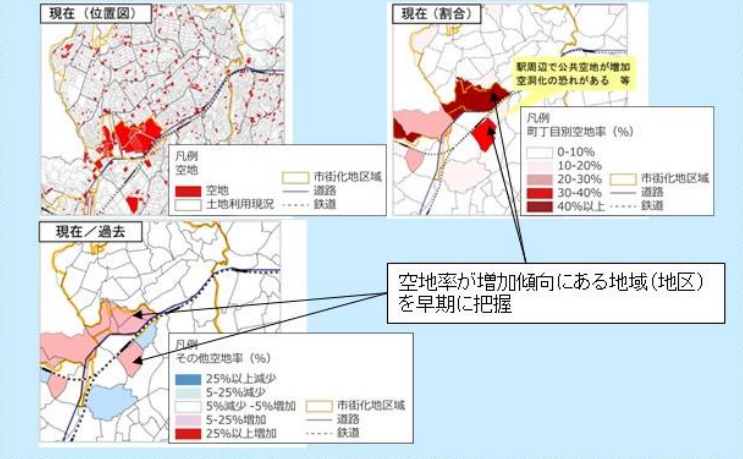 現在（位置図）
凡例
空地
空地
土地利用現況
市街化地区域
道路
鉄道
現在（割合）
駅周辺で公共空地が増加
空洞化の恐れがある　等
凡例
町丁目別空地率（%）
0-10%
10-20%
20-30%
30-40%
40%以上
市街化地区域
道路
鉄道
現在／過去
凡例
その他空地率（%）
25%以上減少
5-25%減少
5%減少 -5%増加
5-25%増加
25%以上増加
市街化地区域
道路
鉄道
空地率が増加傾向にある地域（地区）
を早期に把握